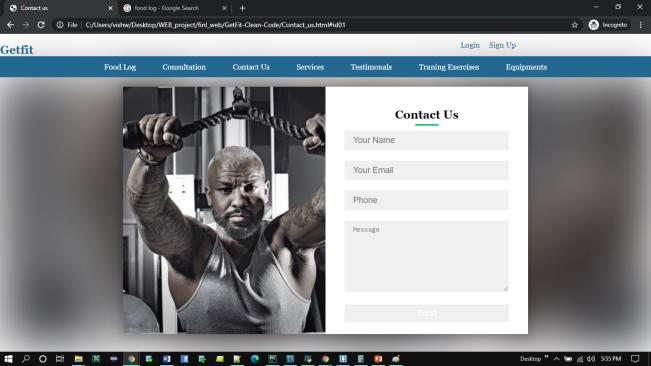 Contact us
food log - Google Search
File | C:/Users/vishw/Desktop/WEB_project/finl_web/GetFit-Clean-Code/Contact_us.html#id01
Incognito
Getfit
Login Sign Up
Food Log Consultation Contact Us Services Testimonals Traning Exercises Equipments
Contact Us
Your Name
Your Email
Phone
Message
Send
Desktop 5:55 PM